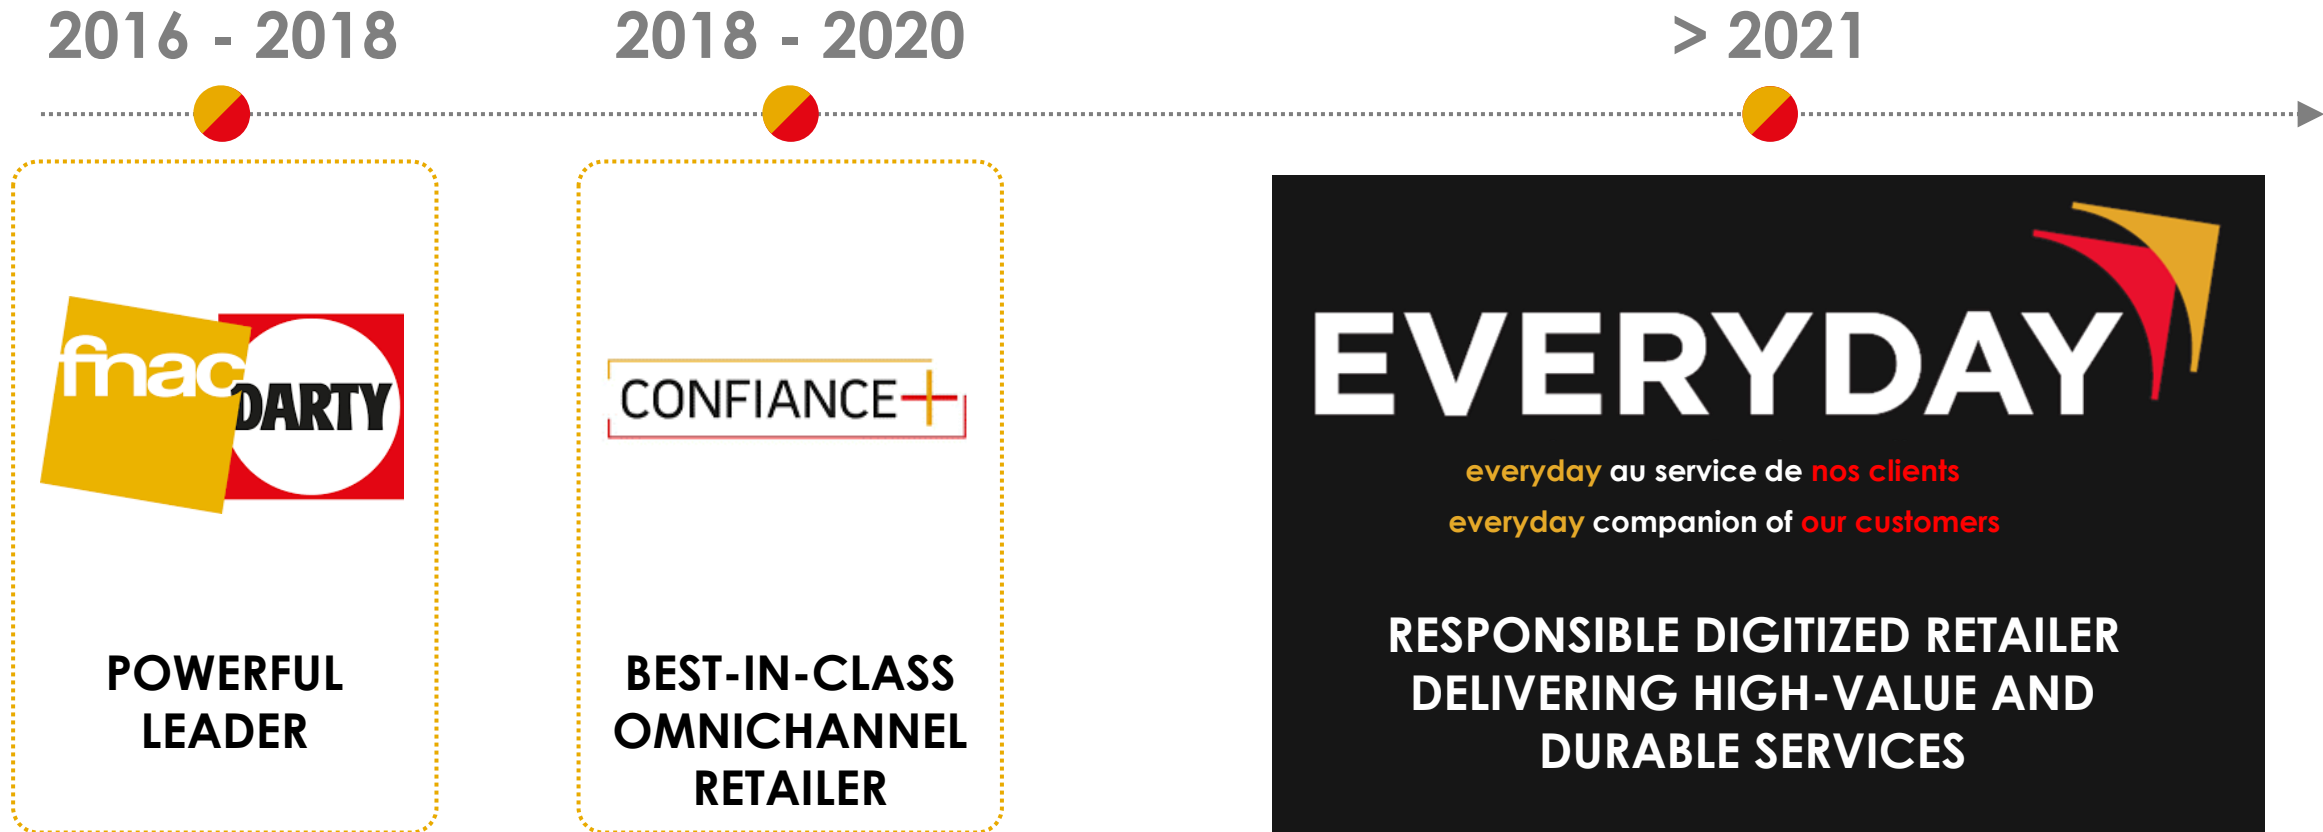 2016 - 2018
2018 - 2020
> 2021
fnac
DARTY
POWERFUL
LEADER
CONFIANCE+
BEST-IN-CLASS
OMNICHANNEL
RETAILER
EVERYDAY
everyday au service de nos clients
everyday companion of our customers
RESPONSIBLE DIGITIZED RETAILER
DELIVERING HIGH-VALUE AND
DURABLE SERVICES